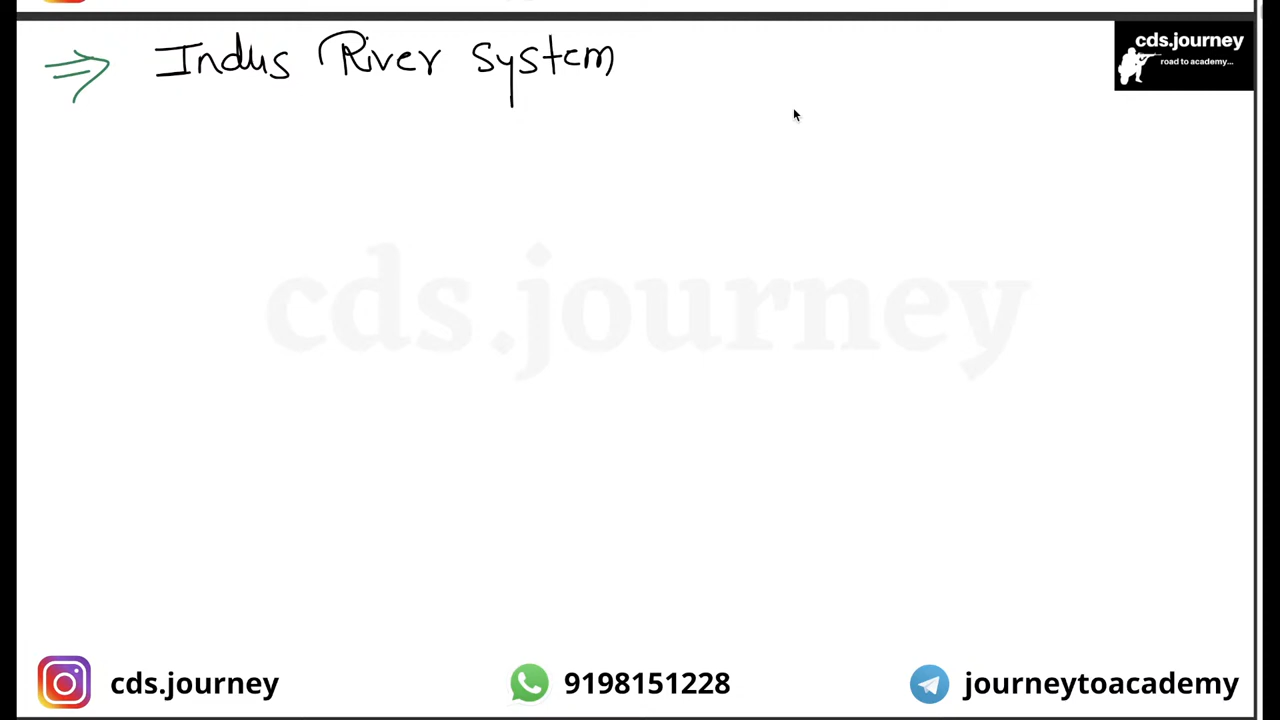 ⇒ Indus River System
cds.journey
road to academy...
cds.journey
cds.journey
9198151228
journeytoacademy